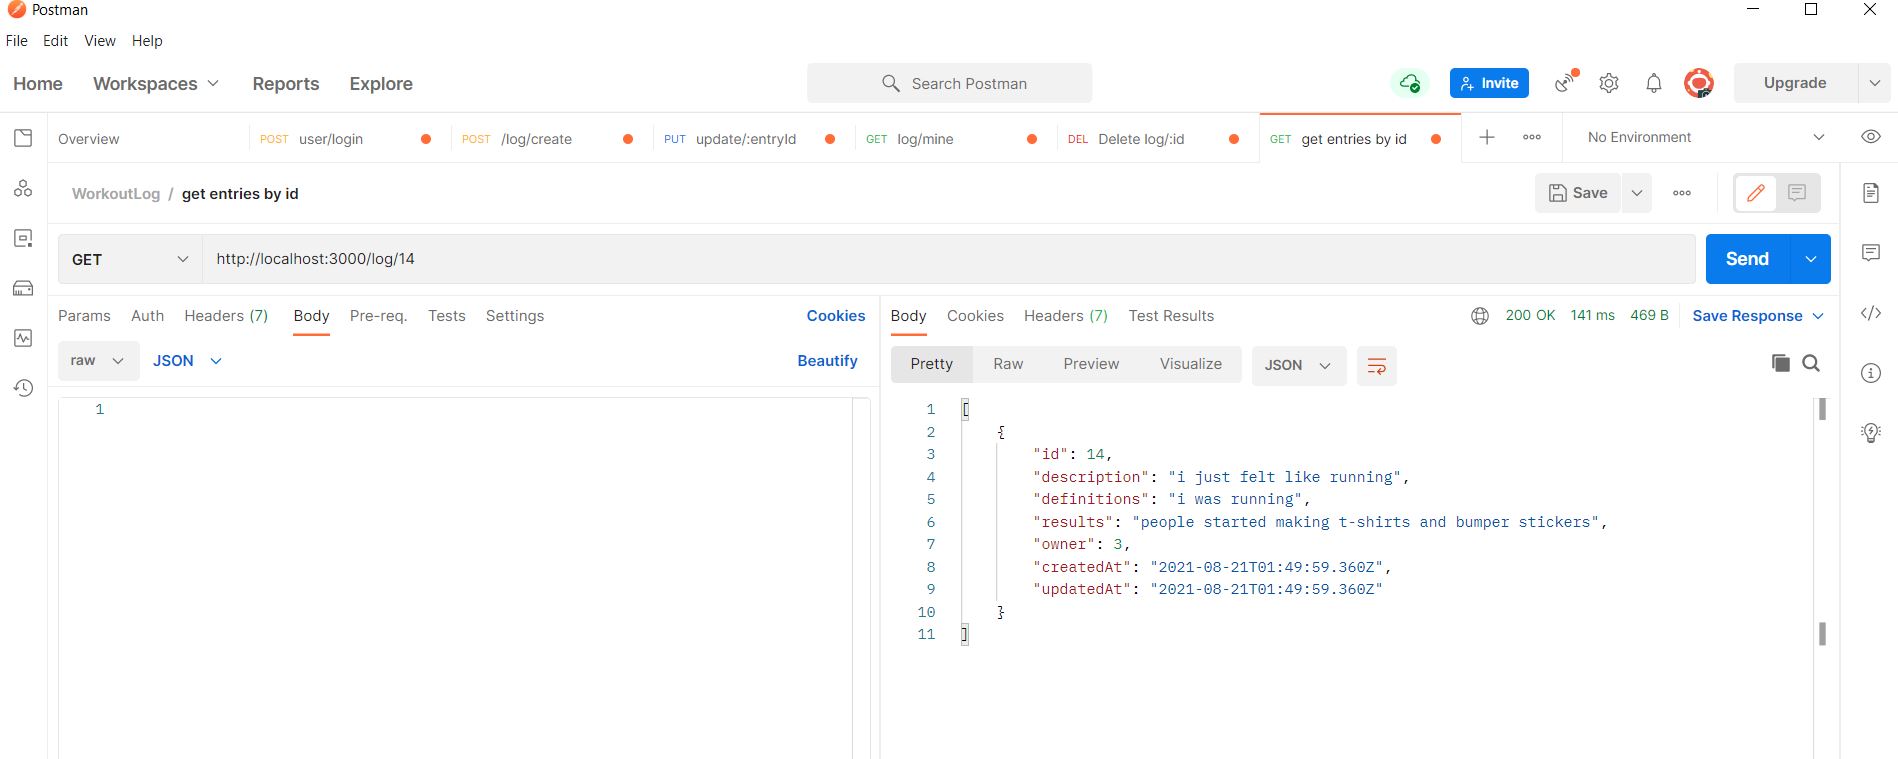 Postman
File Edit View Help
Home Workspaces Reports Explore Search Postman Invite Upgrade
Overview POST user/login POST /log/create PUT update/:entryId GET log/mine DEL Delete log/:id GET get entries by id No Environment
WorkoutLog / get entries by id Save
GET http://localhost:3000/log/14 Send
Params Auth Headers (7) Body Pre-req. Tests Settings Cookies
raw JSON Beautify
1
Body Cookies Headers (7) Test Results 200 OK 141 ms 469 B Save Response
Pretty Raw Preview Visualize JSON
1 [
2 {
3 "id": 14,
4 "description": "i just felt like running",
5 "definitions": "i was running",
6 "results": "people started making t-shirts and bumper stickers",
7 "owner": 3,
8 "createdAt": "2021-08-21T01:49:59.360Z",
9 "updatedAt": "2021-08-21T01:49:59.360Z"
10 }
11 ]